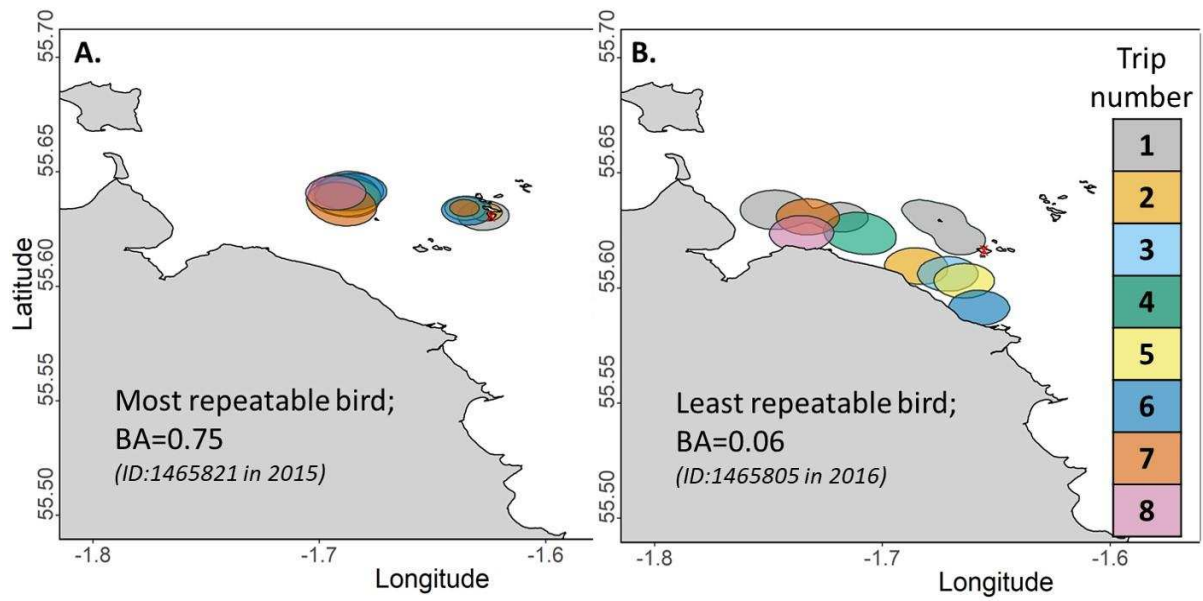 A.
B.
Trip
number
1
2
3
4
5
6
7
8
Latitude
55.70
55.65
55.60
55.55
55.50
Most repeatable bird;
BA=0.75
(ID:1465821 in 2015)
-1.8
-1.7
-1.6
Longitude
55.70
55.65
55.60
55.55
55.50
Least repeatable bird;
BA=0.06
(ID:1465805 in 2016)
-1.8
-1.7
-1.6
Longitude